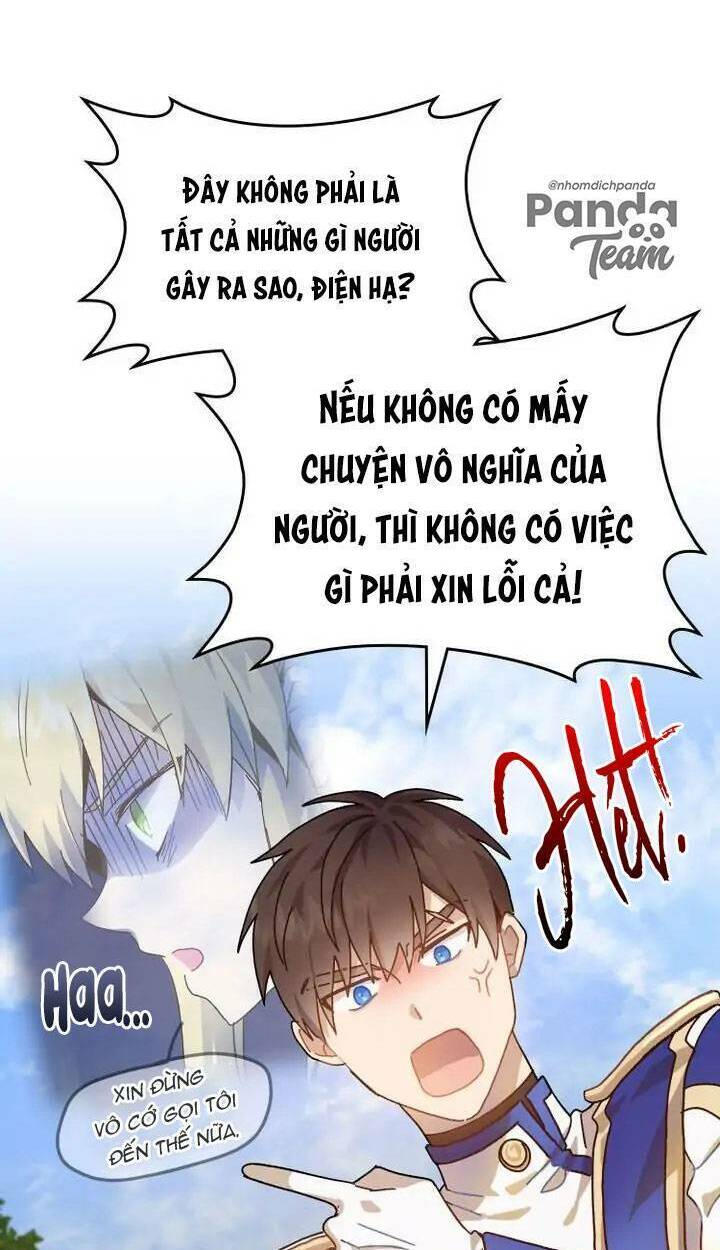 ĐÂY KHÔNG PHẢI LÀ
TẤT CẢ NHỮNG GÌ NGƯỜI
GÂY RA SAO, ĐIỆN HẠ?
@nhomdichpanda
Panda
Team
NẾU KHÔNG CÓ MẤY
CHUYỆN VÔ NGHĨA CỦA
NGƯỜI, THÌ KHÔNG CÓ VIỆC
GÌ PHẢI XIN LỖI CẢ!
Hét!
HAA...
XIN ĐỪNG
VÔ CỚ GỌI TÔI
ĐẾN THẾ NỮA.